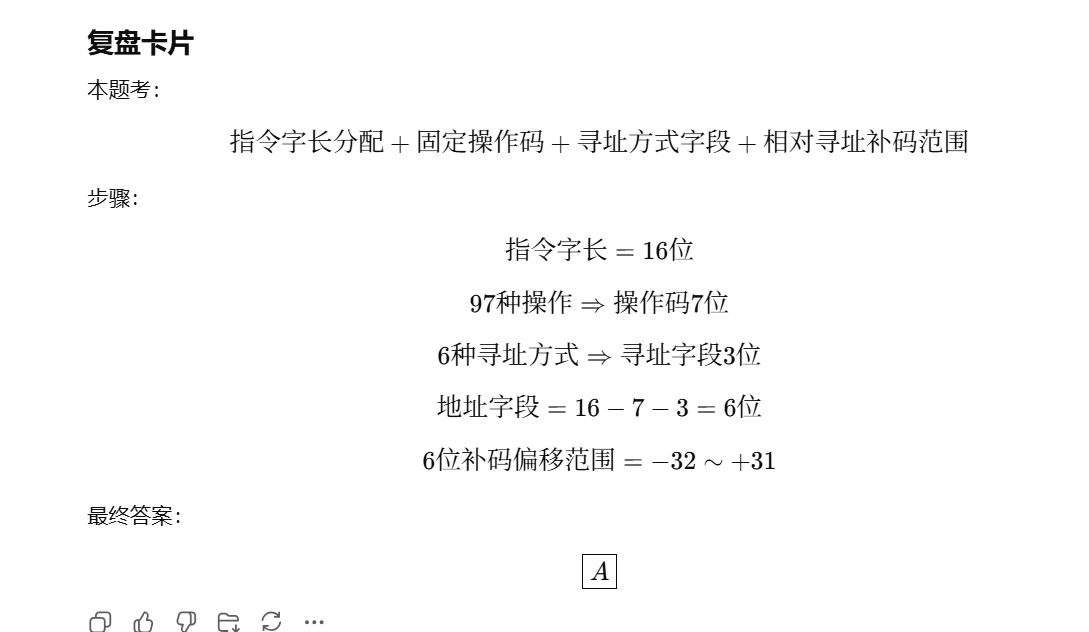 复盘卡片
本题考：
指令字长分配 + 固定操作码 + 寻址方式字段 + 相对寻址补码范围
步骤：
指令字长 = 16位
97种操作 ⇒ 操作码7位
6种寻址方式 ⇒ 寻址字段3位
地址字段 = 16 − 7 − 3 = 6位
6位补码偏移范围 = −32 ∼ +31
最终答案：
A